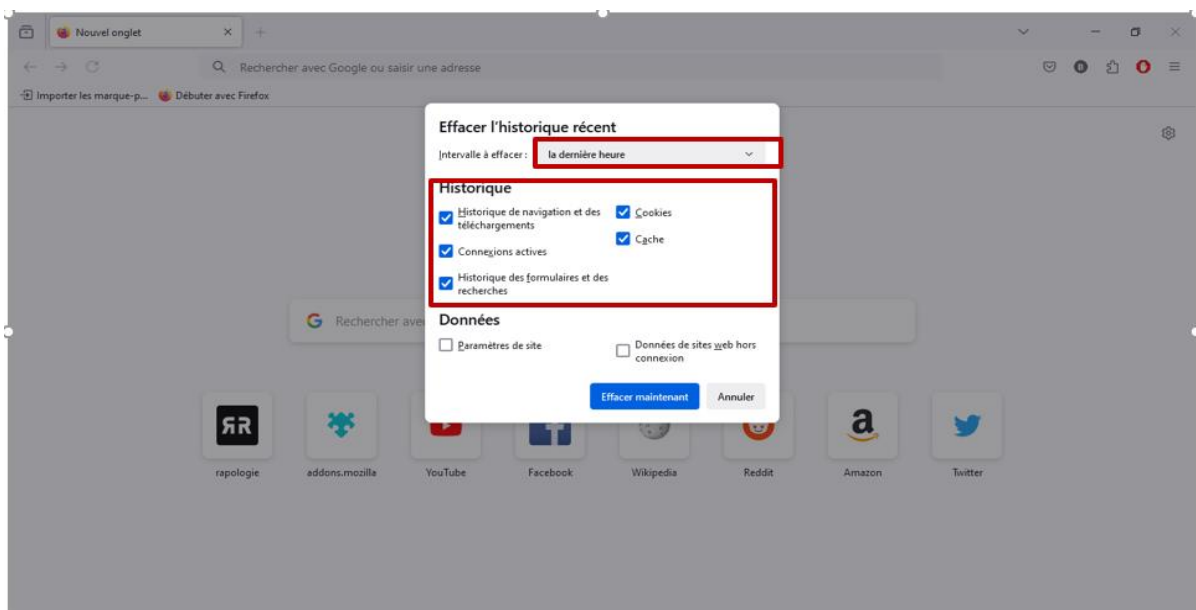 Nouvel onglet
Rechercher avec Google ou saisir une adresse
Importer les marque-p... Débuter avec Firefox
Effacer l'historique récent
Intervalle à effacer : la dernière heure
Historique
Historique de navigation et des
téléchargements
Cookies
Cache
Connexions actives
Historique des formulaires et des
recherches
Rechercher ave
Données
Paramètres de site
Données de sites web hors
connexion
Effacer maintenant Annuler
rapologie addons.mozilla YouTube Facebook Wikipedia Reddit Amazon Twitter